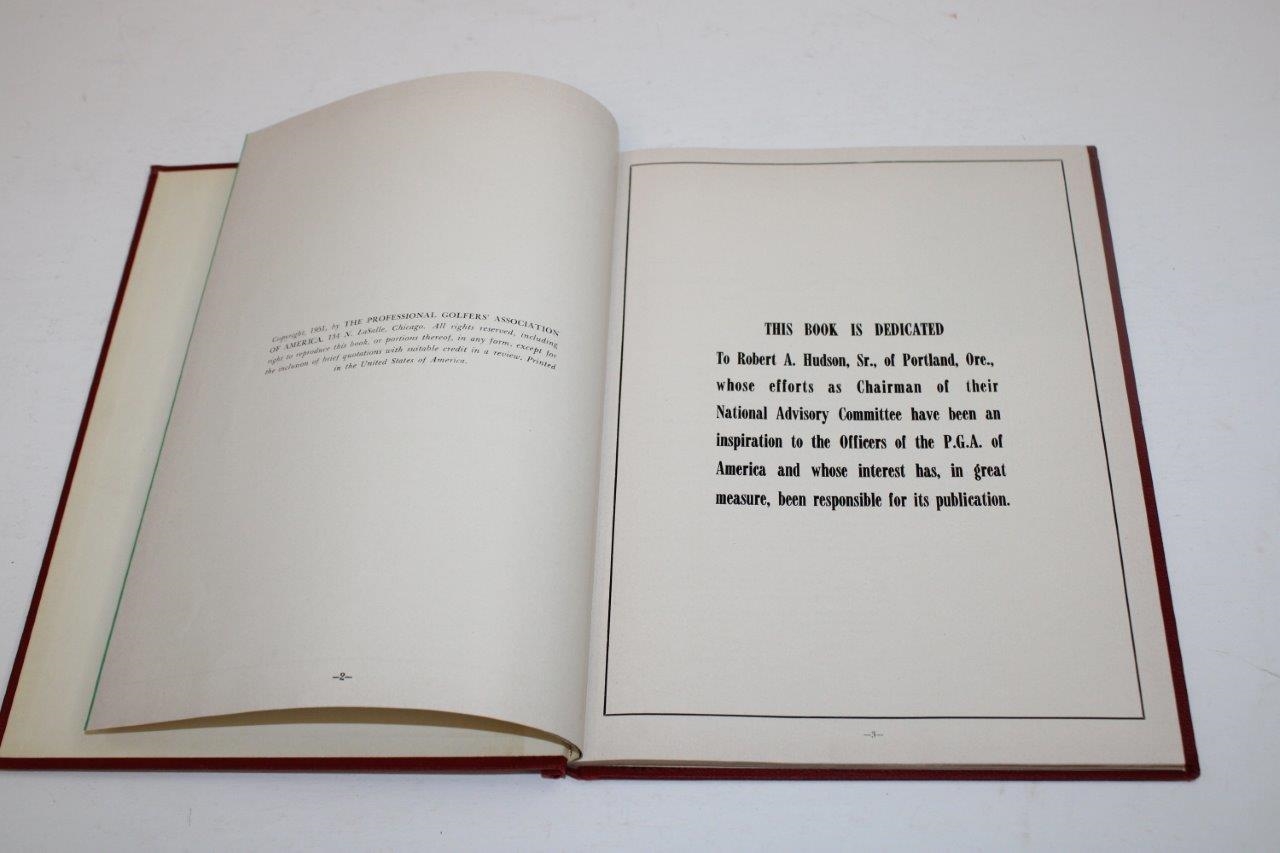 Copyright, 1951, by THE PROFESSIONAL GOLFERS' ASSOCIATION
OF AMERICA, 134 N. LaSalle, Chicago. All rights reserved, including
right to reproduce this book, or portions thereof, in any form, except for
the inclusion of brief quotations with suitable credit in a review. Printed
in the United States of America.
—2—
THIS BOOK IS DEDICATED
To Robert A. Hudson, Sr., of Portland, Ore.,
whose efforts as Chairman of their
National Advisory Committee have been an
inspiration to the Officers of the P.G.A. of
America and whose interest has, in great
measure, been responsible for its publication.
—3—